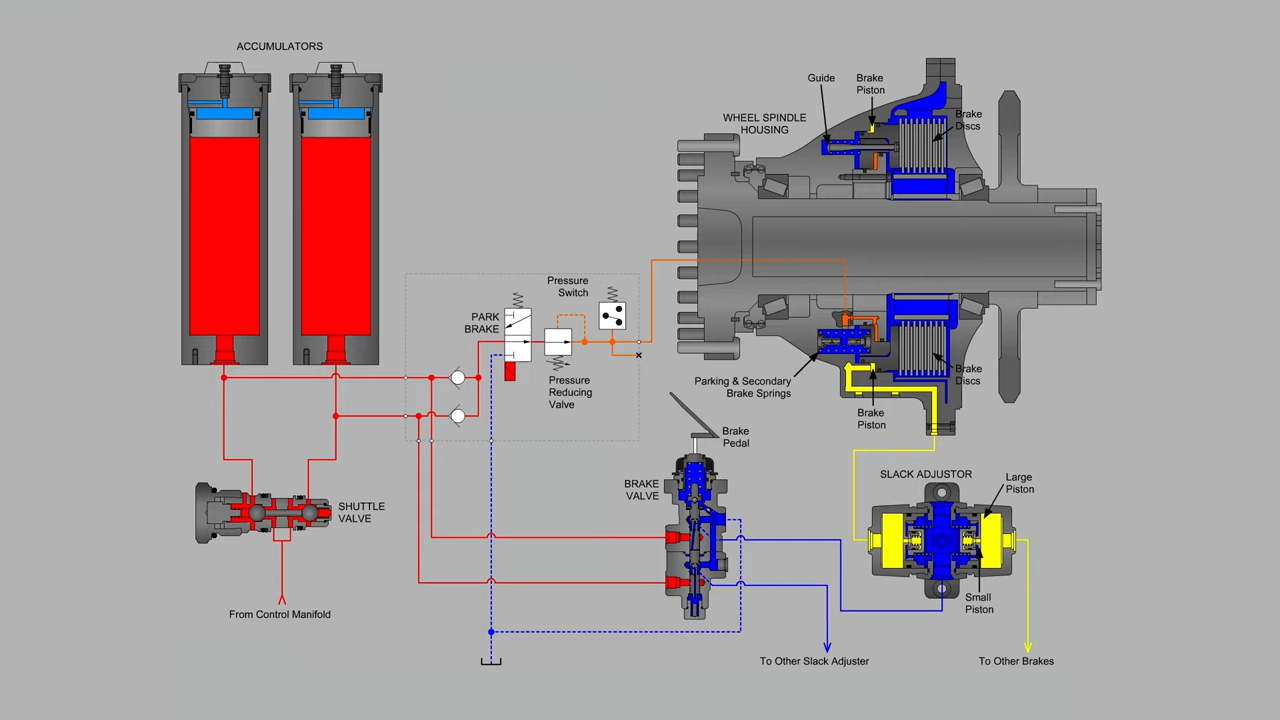 ACCUMULATORS
Guide
Brake
Piston
WHEEL SPINDLE
HOUSING
Brake
Discs
Pressure
Switch
PARK
BRAKE
Pressure
Reducing
Valve
Parking & Secondary
Brake Springs
Brake
Discs
Brake
Piston
Brake
Pedal
BRAKE
VALVE
SLACK ADJUSTOR
Large
Piston
SHUTTLE
VALVE
Small
Piston
From Control Manifold
To Other Slack Adjuster
To Other Brakes